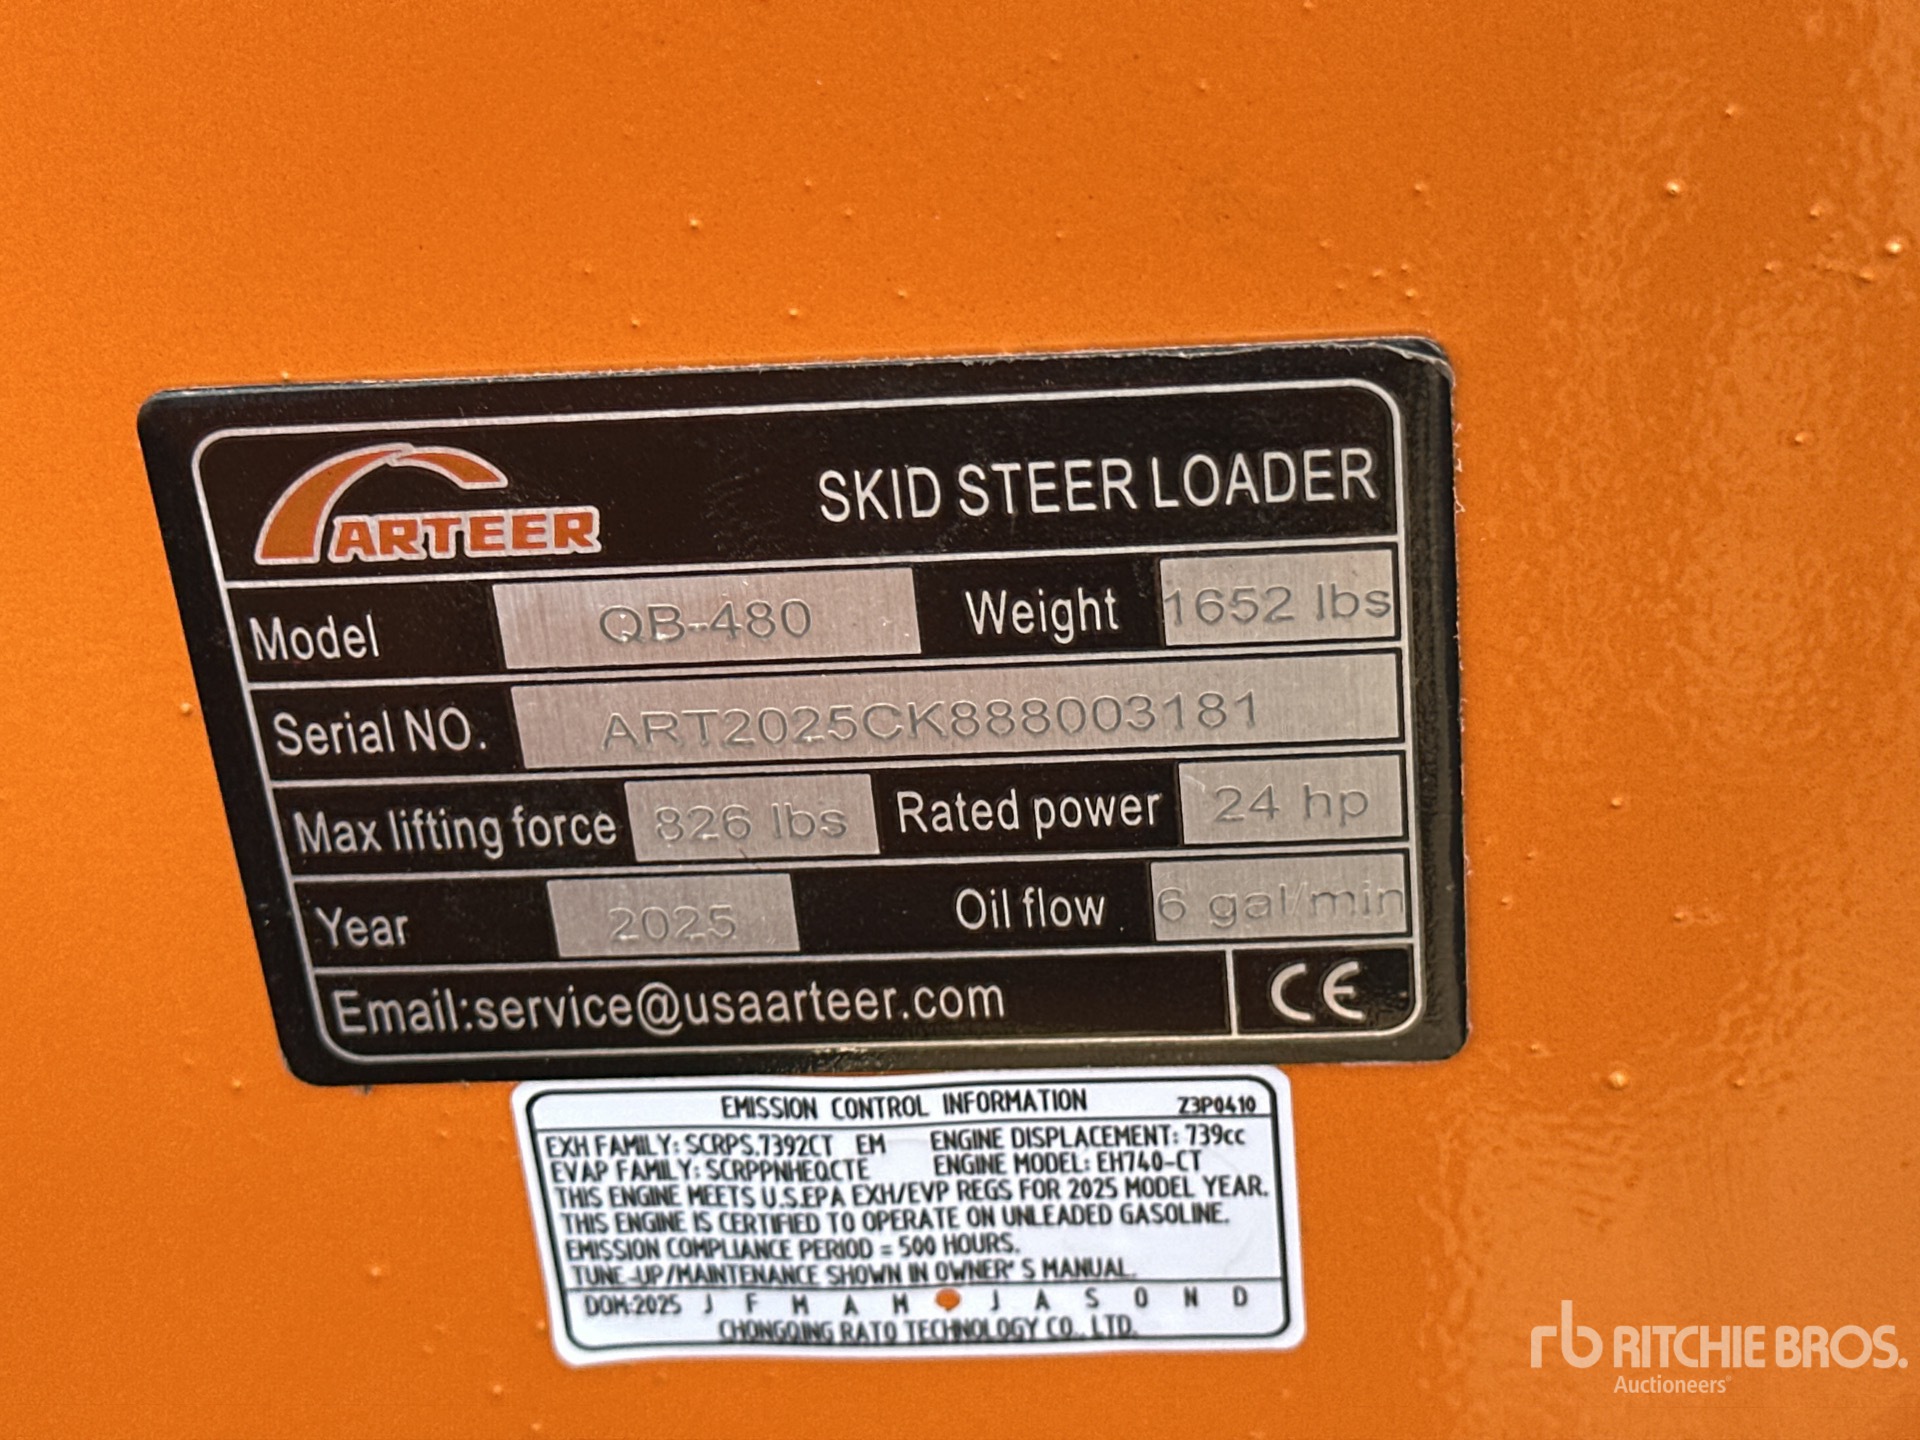 ARTEER
SKID STEER LOADER
Model QB-480 Weight 1652 lbs
Serial NO. ART2025CK888003181
Max lifting force 826 lbs Rated power 24 hp
Year 2025 Oil flow 6 gal/min
Email:service@usaarteer.com CE
EMISSION CONTROL INFORMATION Z3P0410
EXH FAMILY: SCRPS.7392CT EM ENGINE DISPLACEMENT: 739cc
EVAP FAMILY: SCRPPNHEQCTE ENGINE MODEL: EH740-CT
THIS ENGINE MEETS U.S.EPA EXH/EVP REGS FOR 2025 MODEL YEAR.
THIS ENGINE IS CERTIFIED TO OPERATE ON UNLEADED GASOLINE.
EMISSION COMPLIANCE PERIOD = 500 HOURS.
TUNE-UP/MAINTENANCE SHOWN IN OWNER'S MANUAL.
DOM:2025 J F M A M J A S O N D
CHONGQING RATO TECHNOLOGY CO., LTD.
rb RITCHIE BROS.
Auctioneers